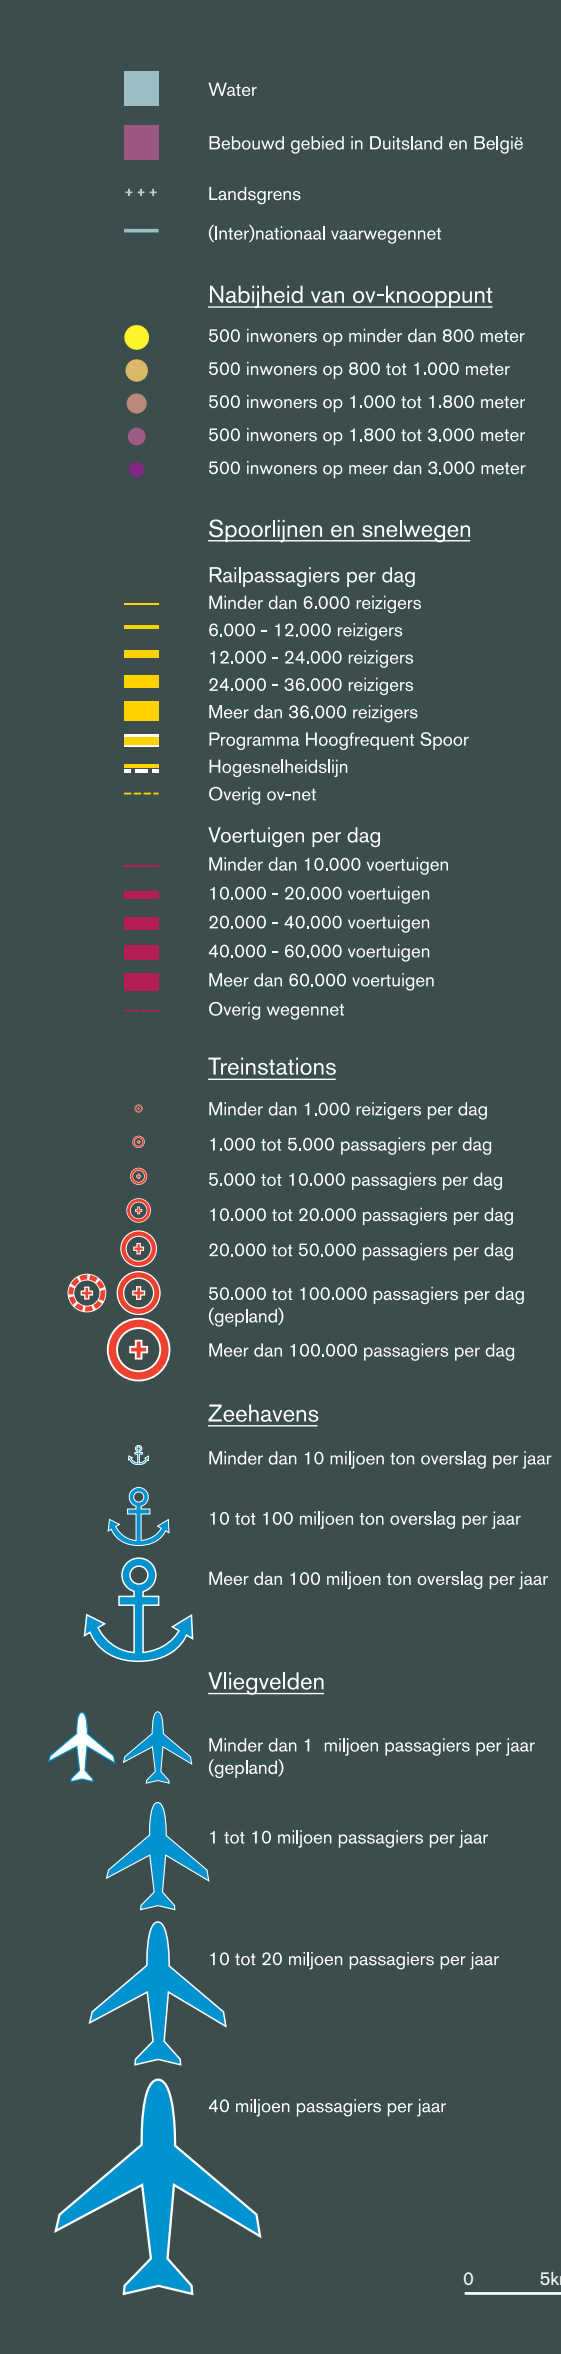 Water
Bebouwd gebied in Duitsland en België
Landsgrens
(Inter)nationaal vaarwegennet
Nabijheid van ov-knooppunt
500 inwoners op minder dan 800 meter
500 inwoners op 800 tot 1.000 meter
500 inwoners op 1.000 tot 1.800 meter
500 inwoners op 1.800 tot 3.000 meter
500 inwoners op meer dan 3.000 meter
Spoorlijnen en snelwegen
Railpassagiers per dag
Minder dan 6.000 reizigers
6.000 - 12.000 reizigers
12.000 - 24.000 reizigers
24.000 - 36.000 reizigers
Meer dan 36.000 reizigers
Programma Hoogfrequent Spoor
Hogesnelheidslijn
Overig ov-net
Voertuigen per dag
Minder dan 10.000 voertuigen
10.000 - 20.000 voertuigen
20.000 - 40.000 voertuigen
40.000 - 60.000 voertuigen
Meer dan 60.000 voertuigen
Overig wegennet
Treinstations
Minder dan 1.000 reizigers per dag
1.000 tot 5.000 passagiers per dag
5.000 tot 10.000 passagiers per dag
10.000 tot 20.000 passagiers per dag
20.000 tot 50.000 passagiers per dag
50.000 tot 100.000 passagiers per dag
(gepland)
Meer dan 100.000 passagiers per dag
Zeehavens
Minder dan 10 miljoen ton overslag per jaar
10 tot 100 miljoen ton overslag per jaar
Meer dan 100 miljoen ton overslag per jaar
Vliegvelden
Minder dan 1 miljoen passagiers per jaar
(gepland)
1 tot 10 miljoen passagiers per jaar
10 tot 20 miljoen passagiers per jaar
40 miljoen passagiers per jaar
0 5k